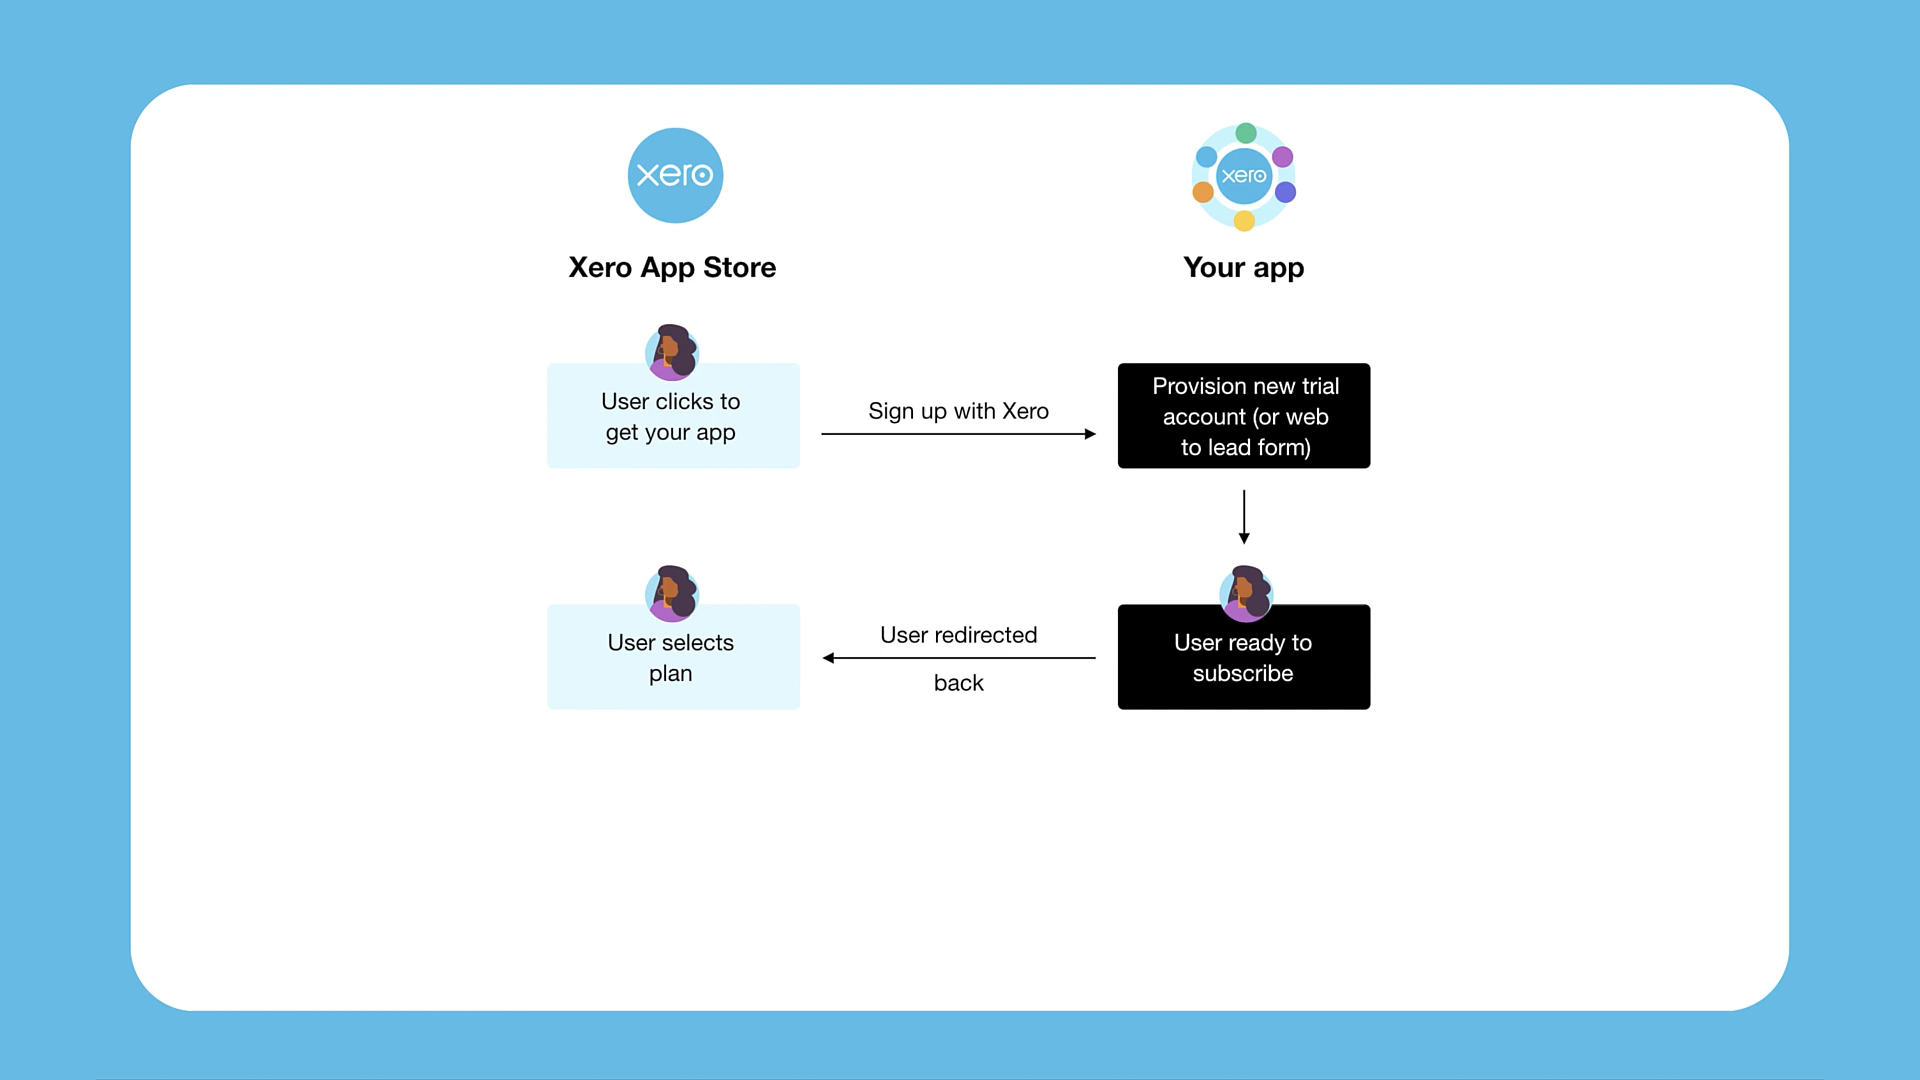 xero
xero
Xero App Store
Your app
User clicks to
get your app
Sign up with Xero
Provision new trial
account (or web
to lead form)
User selects
plan
User redirected
back
User ready to
subscribe